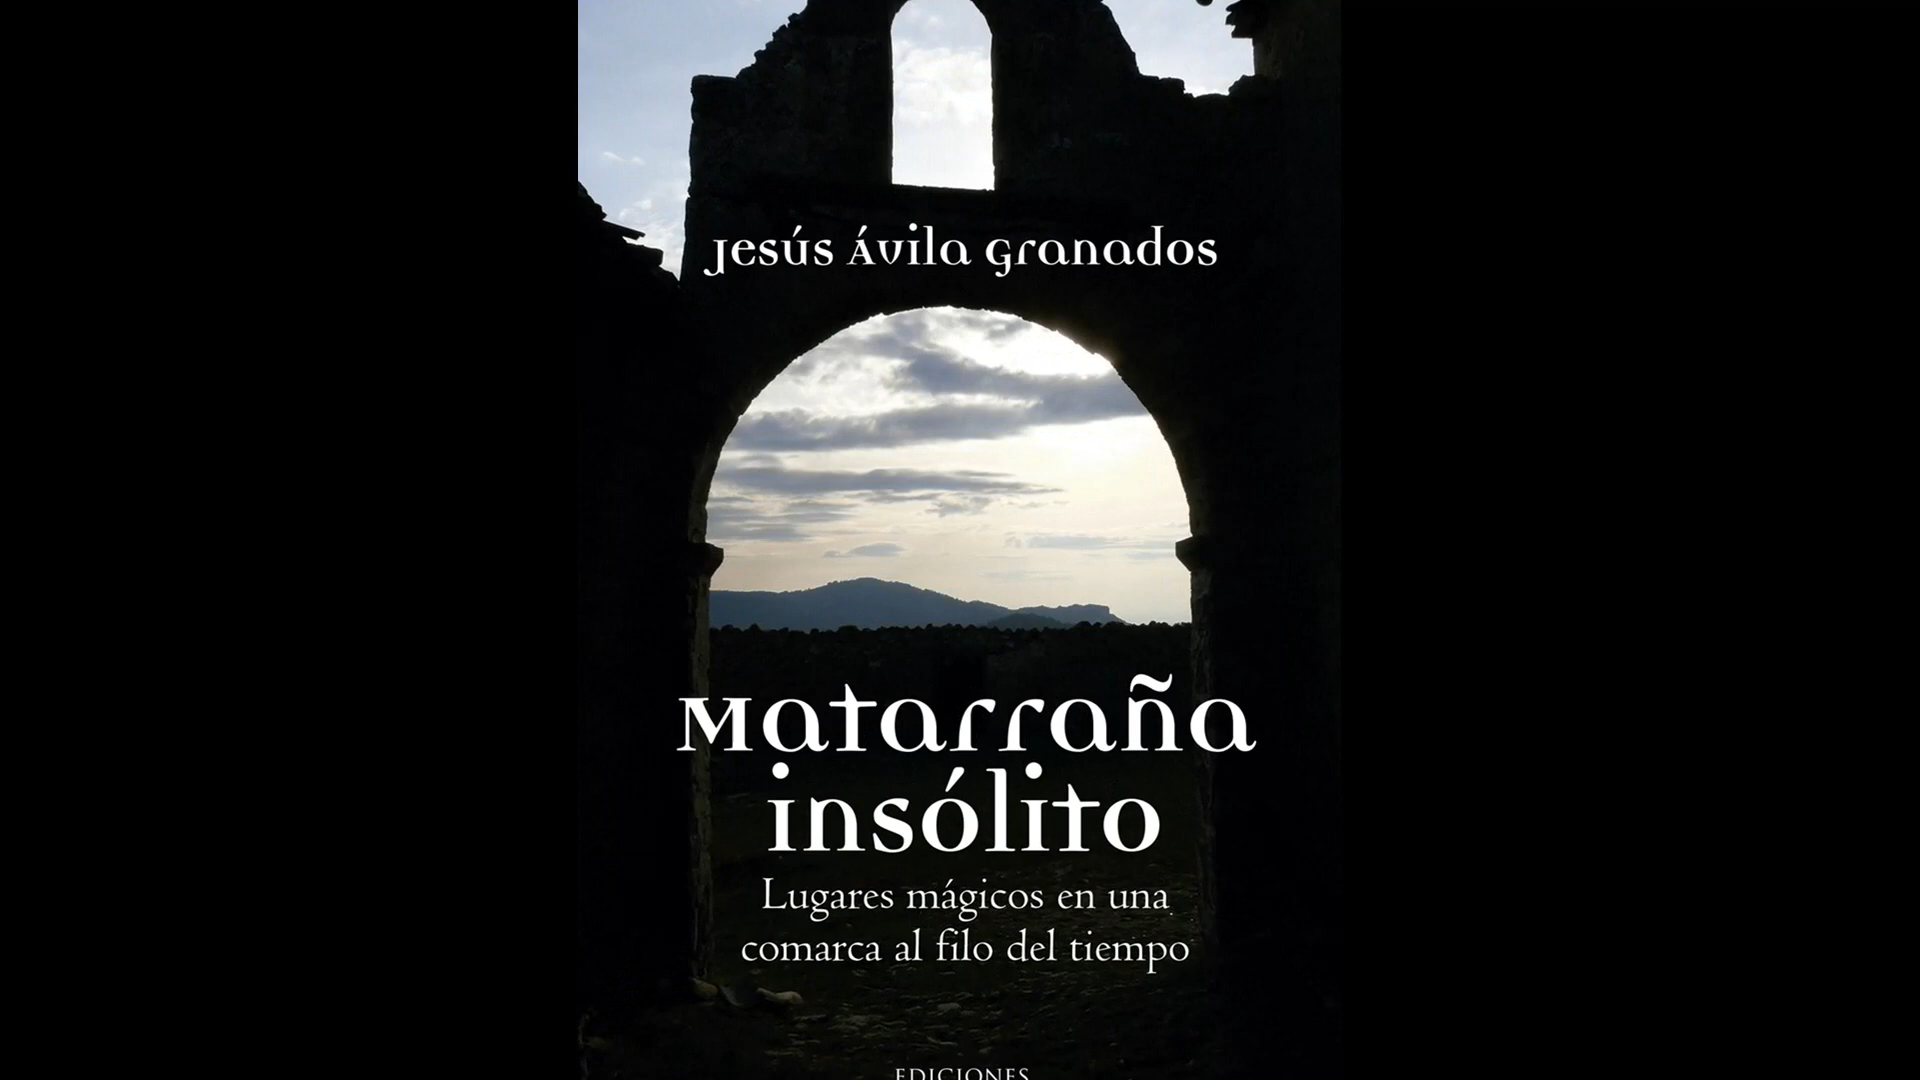 Jesús Ávila Granados
Matarraña
insólito
Lugares mágicos en una
comarca al filo del tiempo
EDICIONES